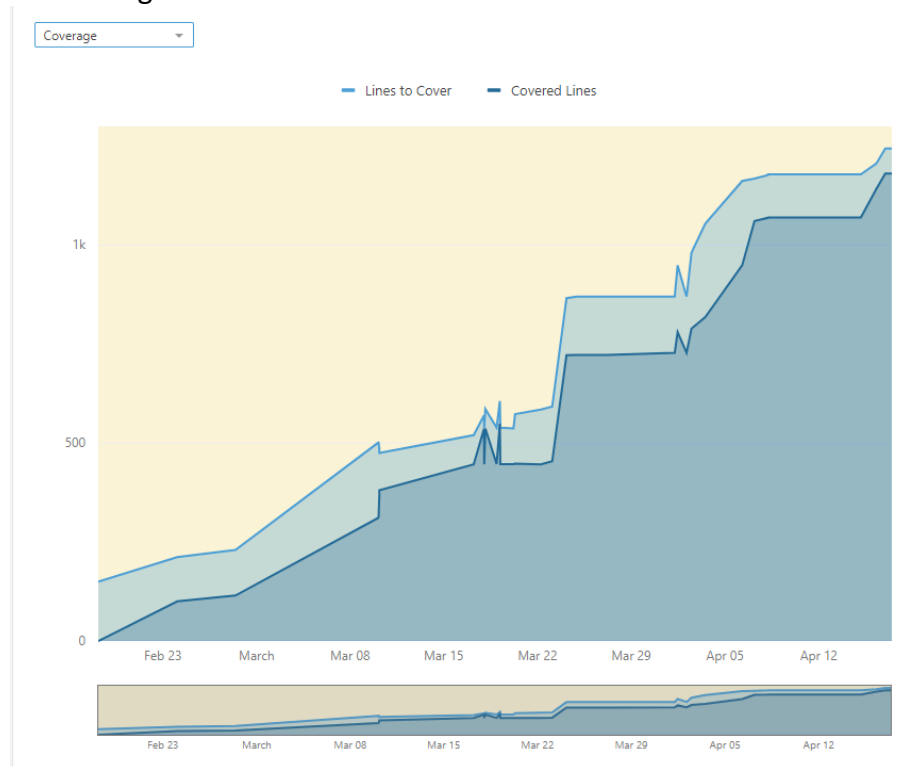 Coverage
Lines to Cover Covered Lines
1k
500
0
Feb 23 March Mar 08 Mar 15 Mar 22 Mar 29 Apr 05 Apr 12
Feb 23 March Mar 08 Mar 15 Mar 22 Mar 29 Apr 05 Apr 12